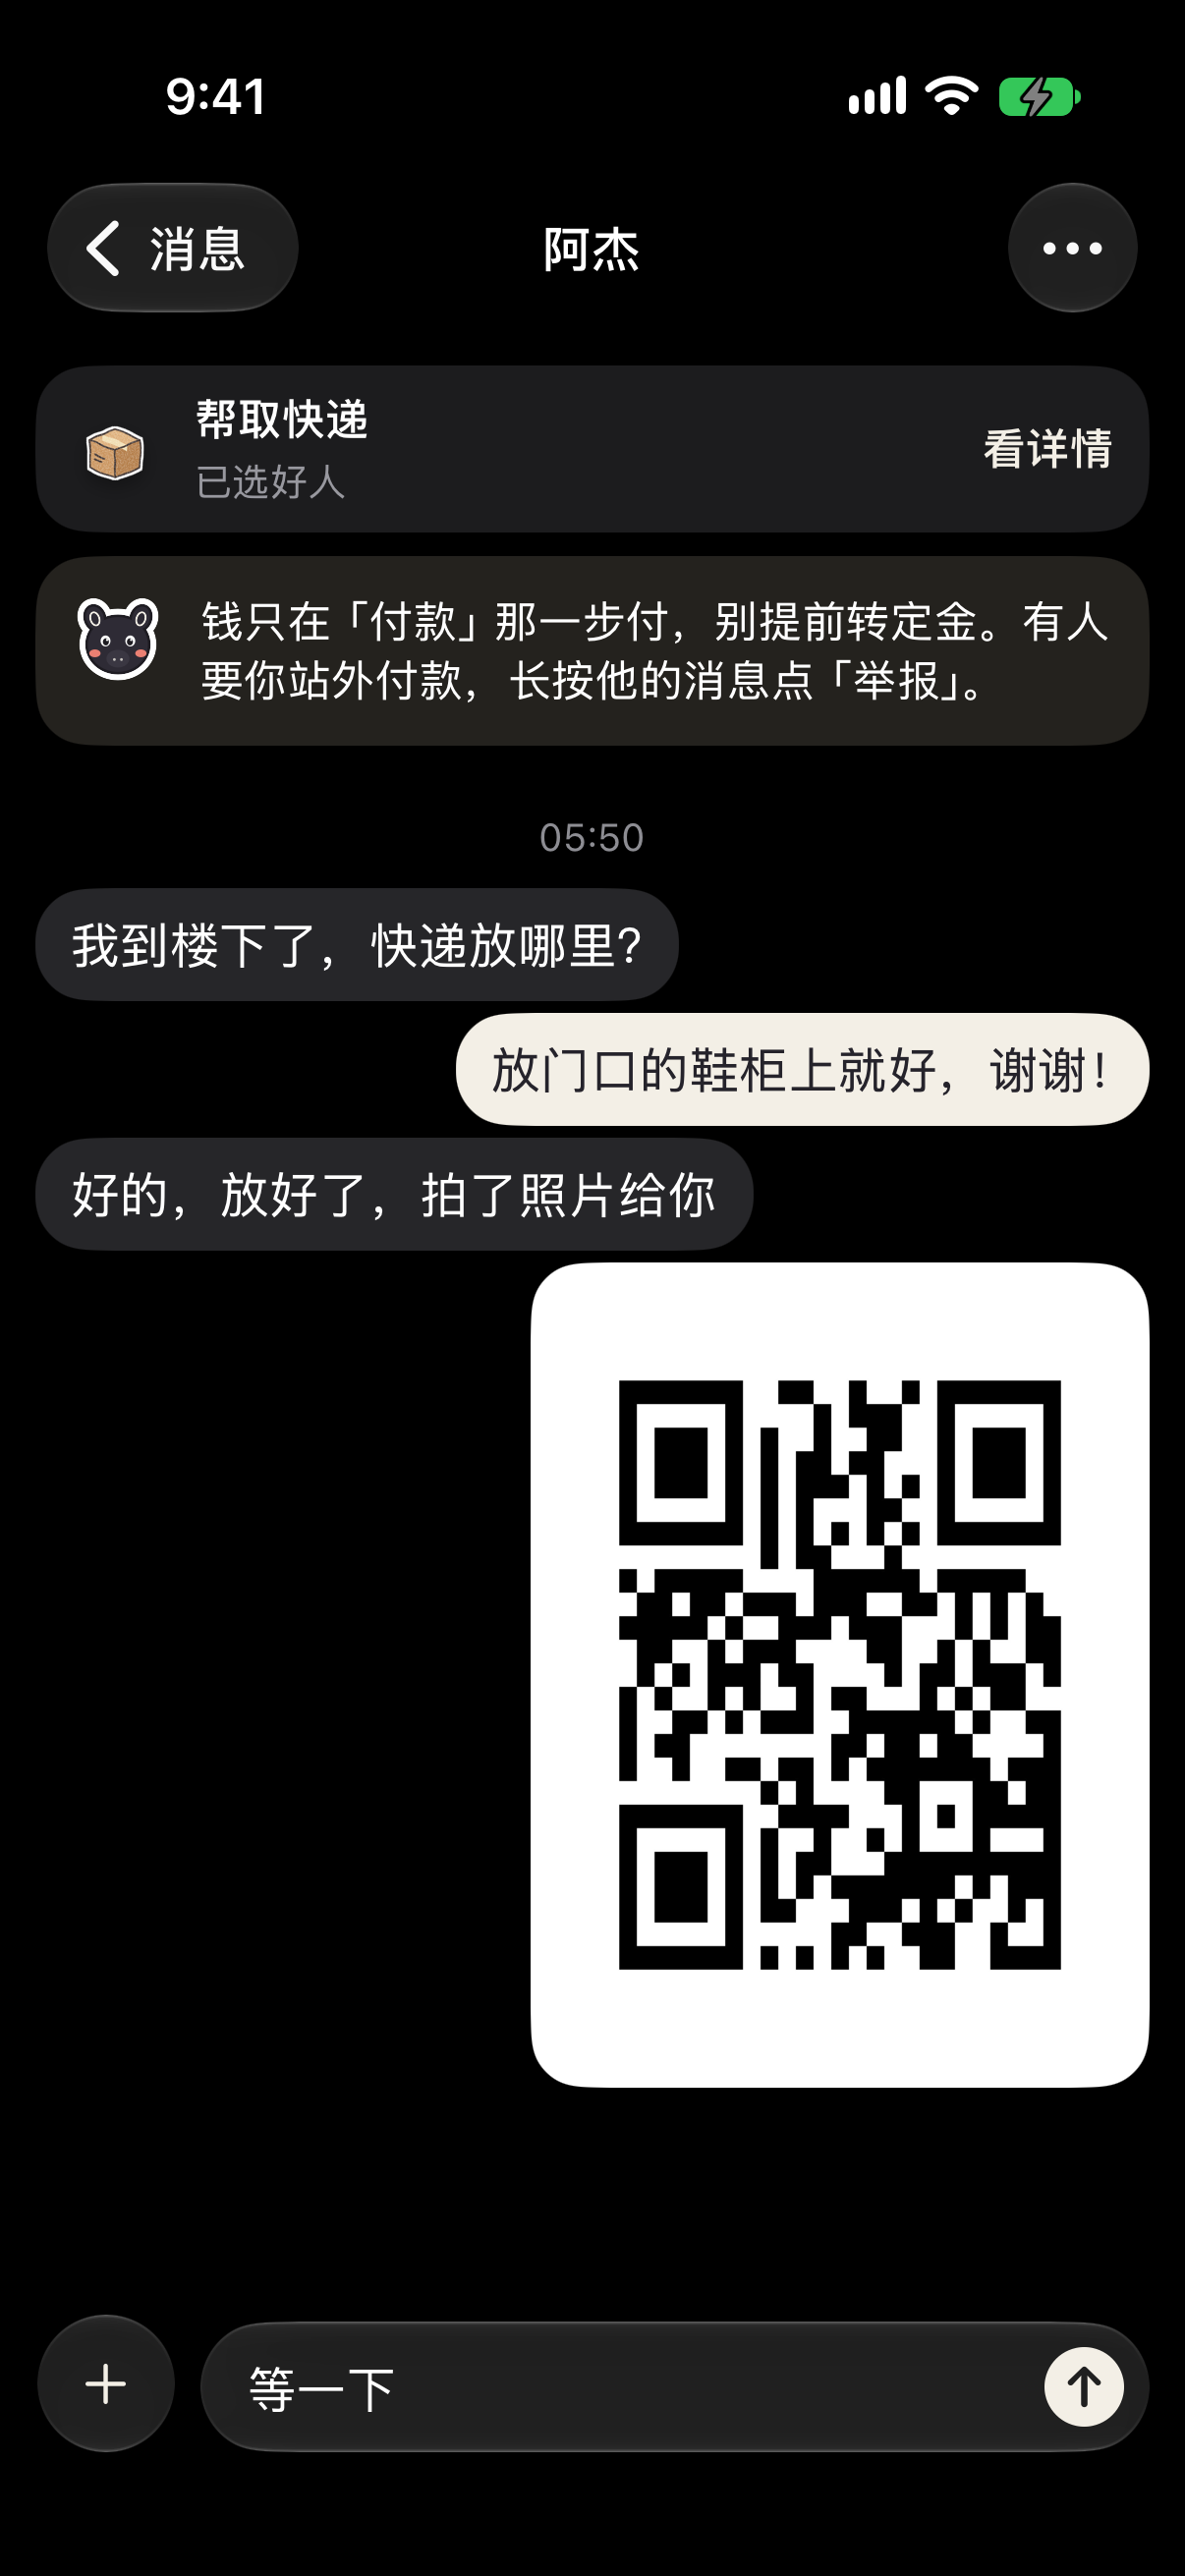 9:41
消息
阿杰
帮取快递
已选好人
看详情
钱只在「付款」那一步付，别提前转定金。有人
要你站外付款，长按他的消息点「举报」。
05:50
我到楼下了，快递放哪里?
放门口的鞋柜上就好，谢谢！
好的，放好了，拍了照片给你
等一下